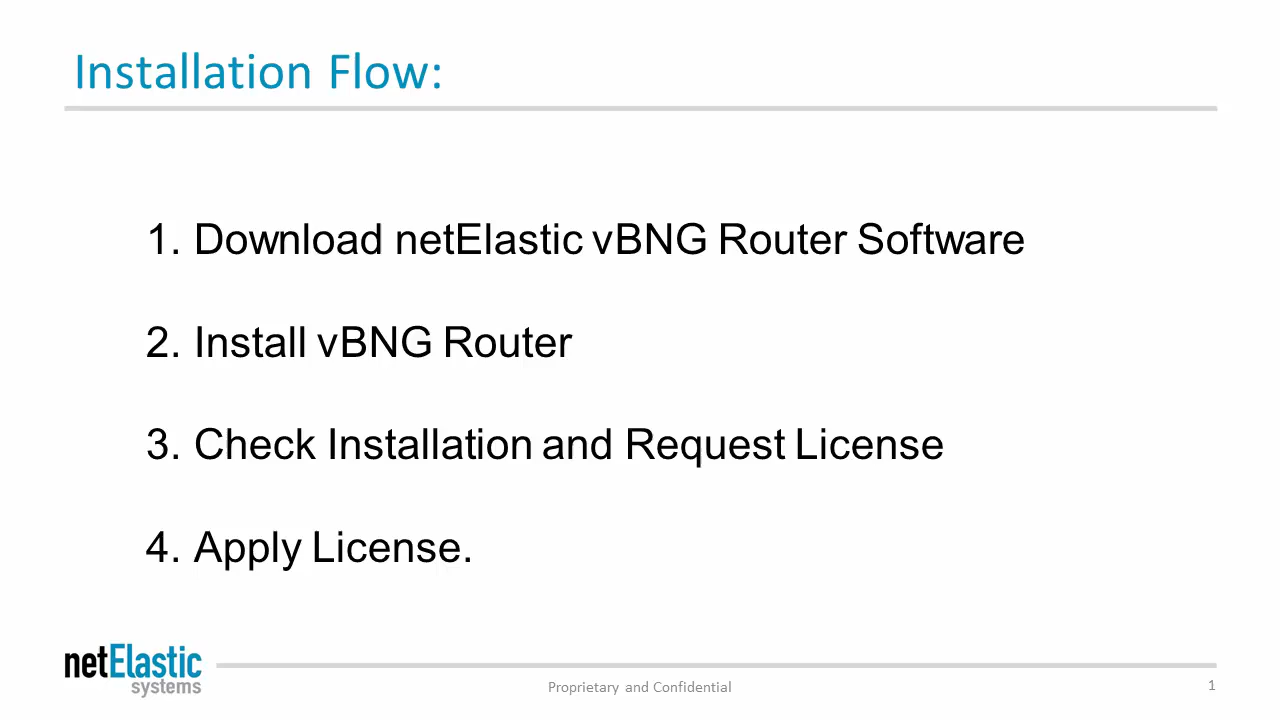 Installation Flow:
1. Download netElastic vBNG Router Software
2. Install vBNG Router
3. Check Installation and Request License
4. Apply License.
netElastic
systems
Proprietary and Confidential
1